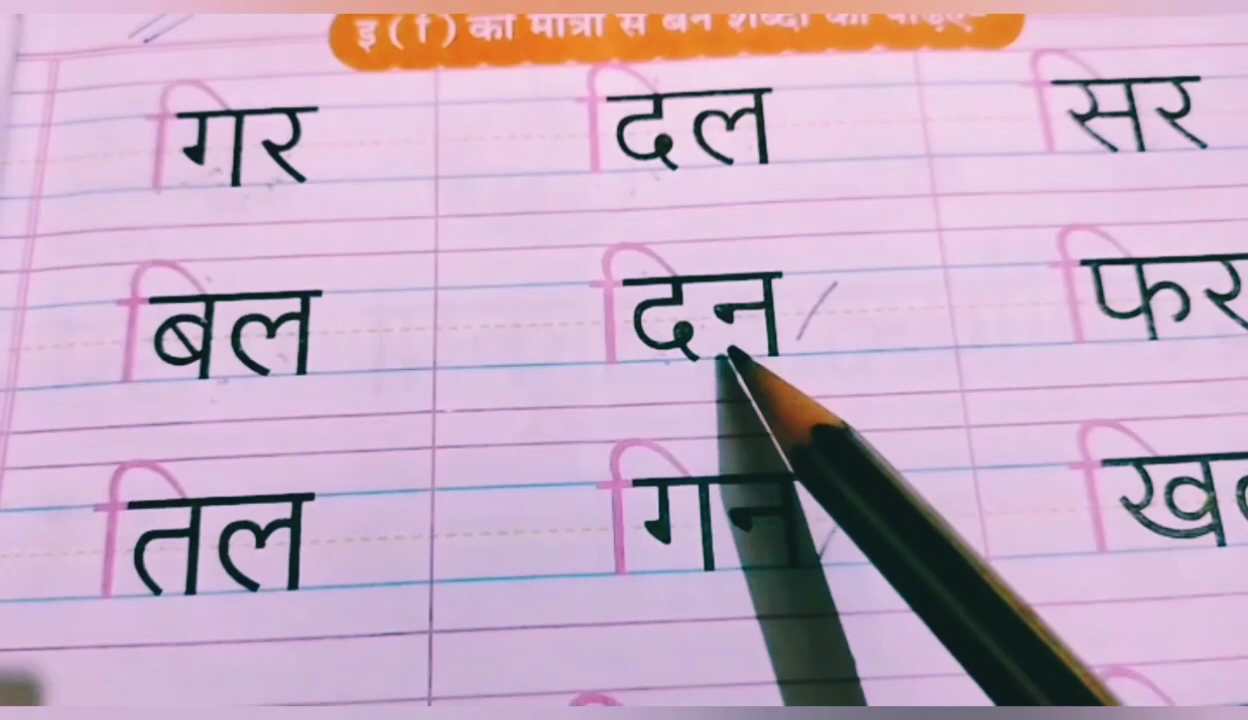 इ (ि) की मात्रा से बने शब्दों को पढ़िए-
गिर दिल सिर
बिल दिन फिर
तिल गिन